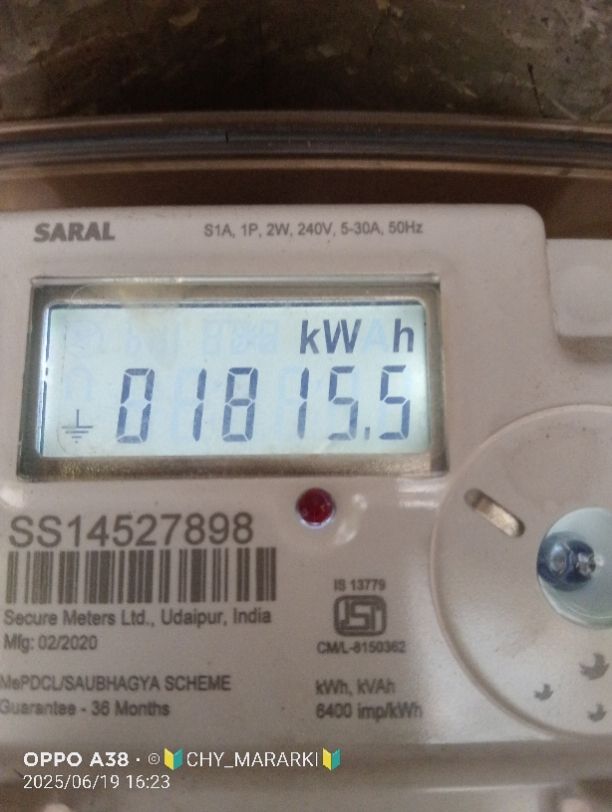 SARAL
S1A, 1P, 2W, 240V, 5-30A, 50Hz
kWh
01815.5
SS14527898
Secure Meters Ltd., Udaipur, India
Mfg: 02/2020
IS 13779
CM/L-8150362
MePDCL/SAUBHAGYA SCHEME
Guarantee - 36 Months
kWh, kVAh
6400 imp/kWh
OPPO A38 · ©🔰CHY_MARARKI🔰
2025/06/19 16:23